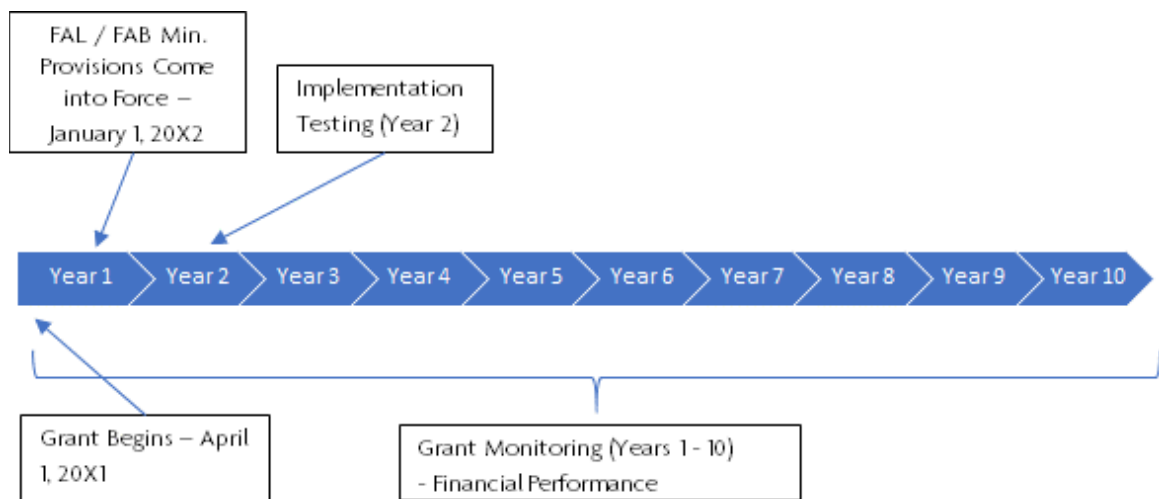 FAL / FAB Min.
Provisions Come
into Force –
January 1, 20X2
Implementation
Testing (Year 2)
Year 1
Year 2
Year 3
Year 4
Year 5
Year 6
Year 7
Year 8
Year 9
Year 10
Grant Begins – April
1, 20X1
Grant Monitoring (Years 1 - 10)
- Financial Performance